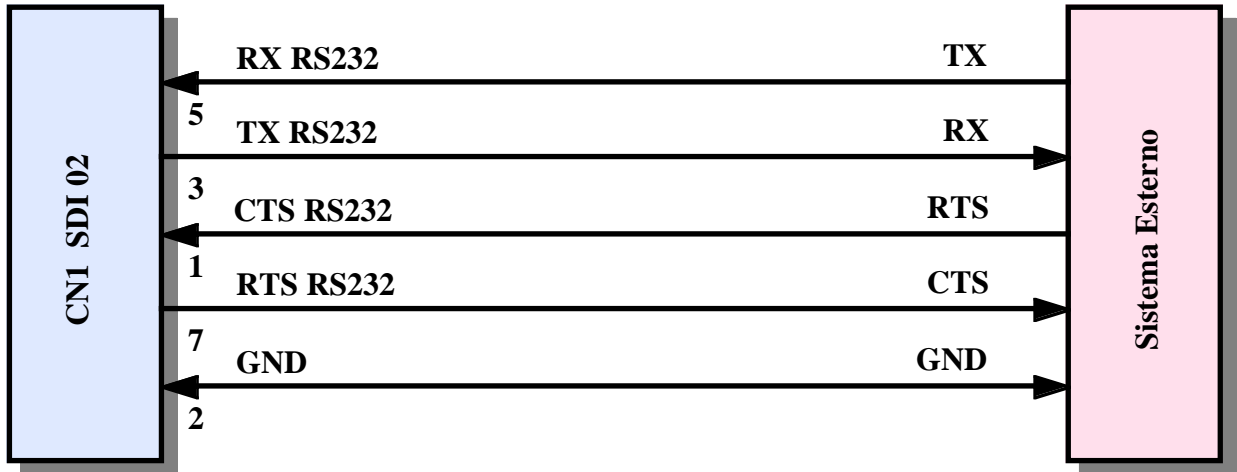 RX RS232 TX
5
TX RS232 RX
3
CTS RS232 RTS
1
RTS RS232 CTS
7
GND GND
2
CN1 SDI 02
Sistema Esterno